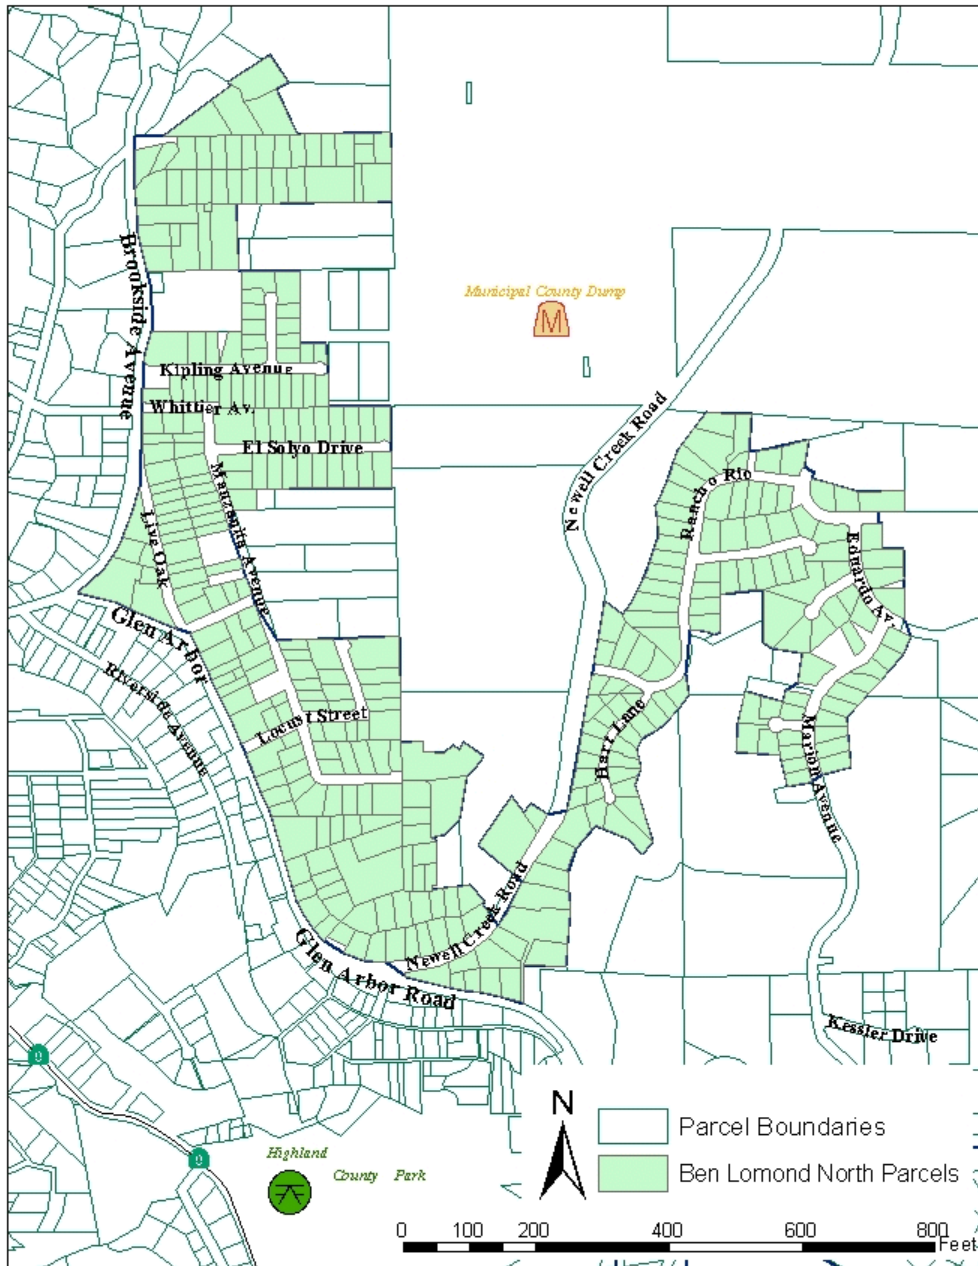 Municipal County Dump
M
Brookside Avenue
Kipling Avenue
Whittier Av.
El Solyo Drive
Newell Creek Road
Rancho Rio
Manzanita Avenue
Live Oak
Ednardo Av.
Glen Arbor
Riverside Avenue
Locust Street
Hart Lane
Marion Avenue
Newell Creek Road
Glen Arbor Road
Kessler Drive
9
9
Highland
County Park
N
Parcel Boundaries
Ben Lomond North Parcels
0 100 200 400 600 800
Feet